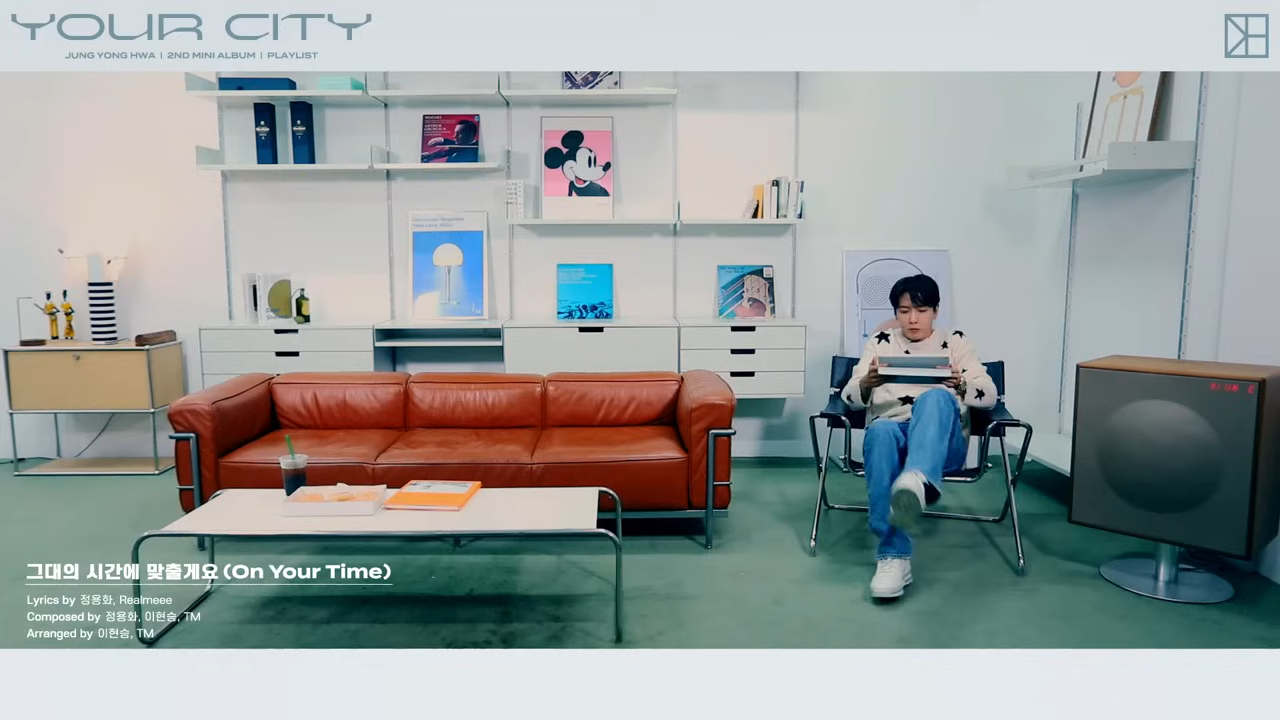 YOUR CITY
JUNG YONG HWA | 2ND MINI ALBUM | PLAYLIST
그대의 시간에 맞출게요 (On Your Time)
Lyrics by 정용화, Realmeee
Composed by 정용화, 이현승, TM
Arranged by 이현승, TM